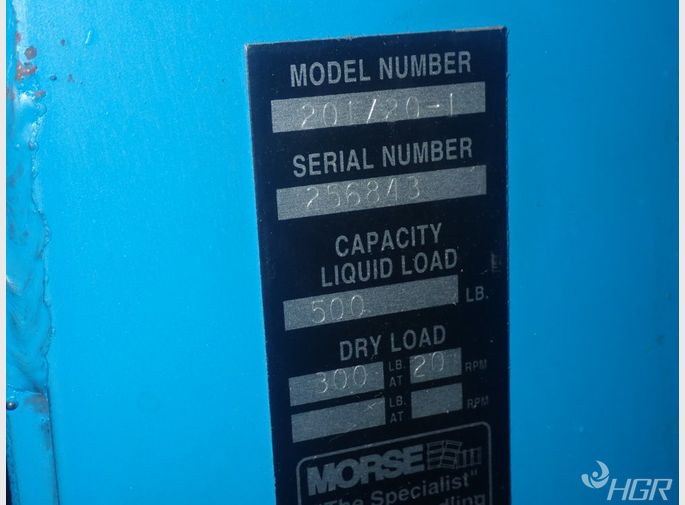 MODEL NUMBER
201/20-1
SERIAL NUMBER
256843
CAPACITY
LIQUID LOAD
500 LB.
DRY LOAD
300 LB. AT 20 RPM
LB. AT RPM
MORSE
"The Specialist"
HGR